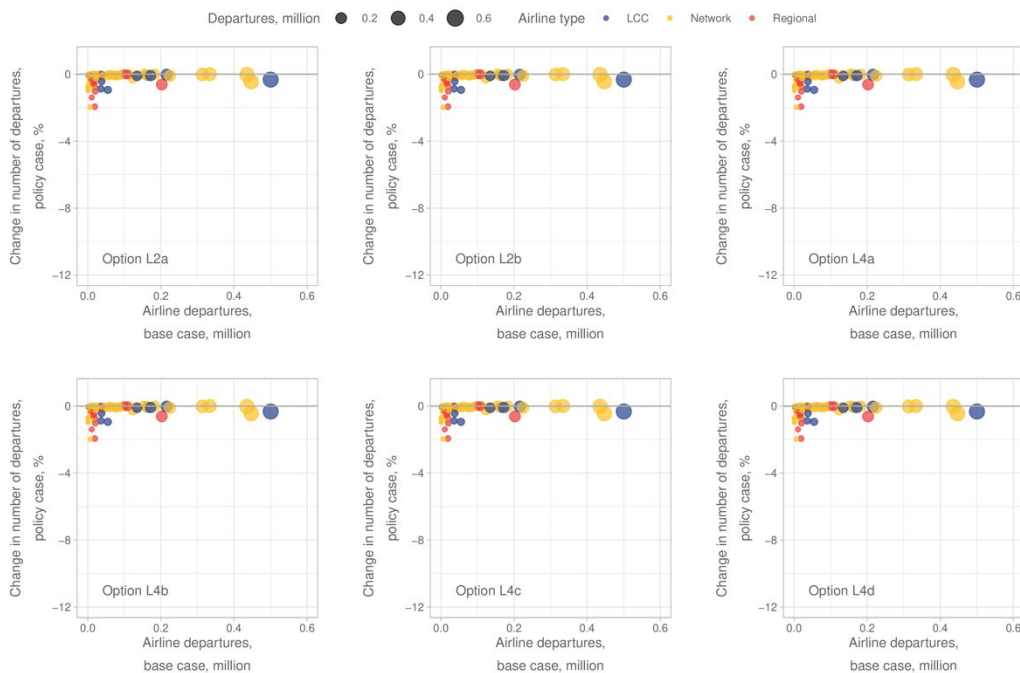 Departures, million 0.2 0.4 0.6 Airline type LCC Network Regional
Change in number of departures,
policy case, %
0
−4
−8
−12
Option L2a
0.0 0.2 0.4 0.6
Airline departures,
base case, million
Change in number of departures,
policy case, %
0
−4
−8
−12
Option L2b
0.0 0.2 0.4 0.6
Airline departures,
base case, million
Change in number of departures,
policy case, %
0
−4
−8
−12
Option L4a
0.0 0.2 0.4 0.6
Airline departures,
base case, million
Change in number of departures,
policy case, %
0
−4
−8
−12
Option L4b
0.0 0.2 0.4 0.6
Airline departures,
base case, million
Change in number of departures,
policy case, %
0
−4
−8
−12
Option L4c
0.0 0.2 0.4 0.6
Airline departures,
base case, million
Change in number of departures,
policy case, %
0
−4
−8
−12
Option L4d
0.0 0.2 0.4 0.6
Airline departures,
base case, million